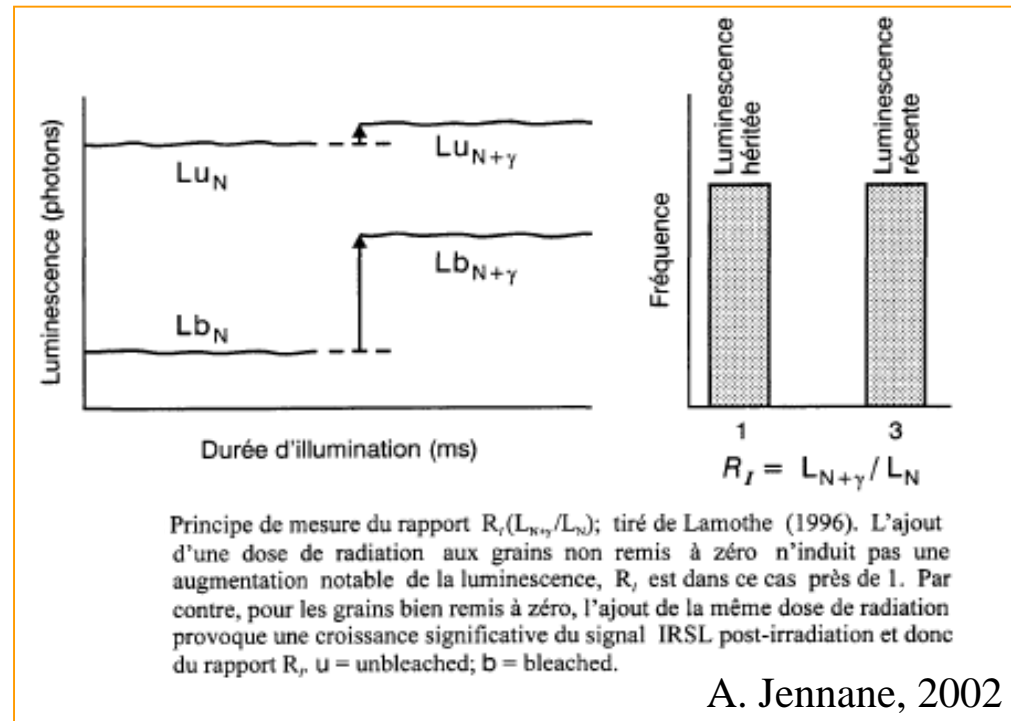 Luminescence (photons)
Lu_N
Lu_{N+γ}
Lb_N
Lb_{N+γ}
Durée d'illumination (ms)
Fréquence
Luminescence
héritée
Luminescence
récente
1 3
R_I = L_{N+γ}/L_N
Principe de mesure du rapport R_I(L_{N+γ}/L_N); tiré de Lamothe (1996). L'ajout
d'une dose de radiation aux grains non remis à zéro n'induit pas une
augmentation notable de la luminescence, R_I est dans ce cas près de 1. Par
contre, pour les grains bien remis à zéro, l'ajout de la même dose de radiation
provoque une croissance significative du signal IRSL post-irradiation et donc
du rapport R_I. u = unbleached; b = bleached.
A. Jennane, 2002